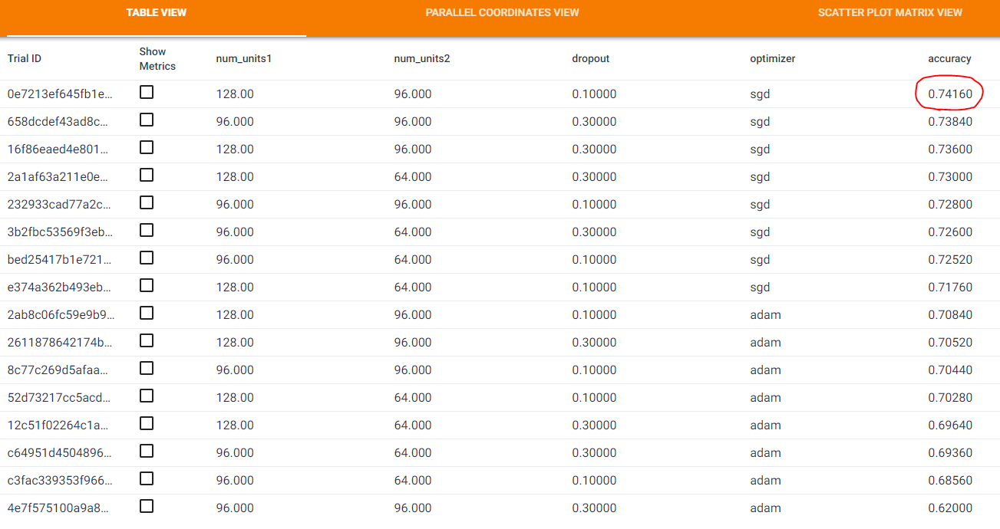 TABLE VIEW PARALLEL COORDINATES VIEW SCATTER PLOT MATRIX VIEW
Trial ID Show Metrics num_units1 num_units2 dropout optimizer accuracy
0e7213ef645fb1e... 128.00 96.000 0.10000 sgd 0.74160
658dcdef43ad8c... 96.000 96.000 0.30000 sgd 0.73840
16f86eaed4e801... 128.00 96.000 0.30000 sgd 0.73600
2a1af63a211e0e... 128.00 64.000 0.30000 sgd 0.73000
232933cad77a2c... 96.000 96.000 0.10000 sgd 0.72800
3b2fbc53569f3eb... 96.000 64.000 0.30000 sgd 0.72600
bed25417b1e721... 96.000 64.000 0.10000 sgd 0.72520
e374a362b493eb... 128.00 64.000 0.10000 sgd 0.71760
2ab8c06fc59e9b9... 128.00 96.000 0.10000 adam 0.70840
2611878642174b... 128.00 96.000 0.30000 adam 0.70520
8c77c269d5afaa... 96.000 96.000 0.10000 adam 0.70440
52d73217cc5acd... 128.00 64.000 0.10000 adam 0.70280
12c51f02264c1a... 128.00 64.000 0.30000 adam 0.69640
c64951d4504896... 96.000 64.000 0.30000 adam 0.69360
c3fac339353f966... 96.000 64.000 0.10000 adam 0.68560
4e7f575100a9a8... 96.000 96.000 0.30000 adam 0.62000